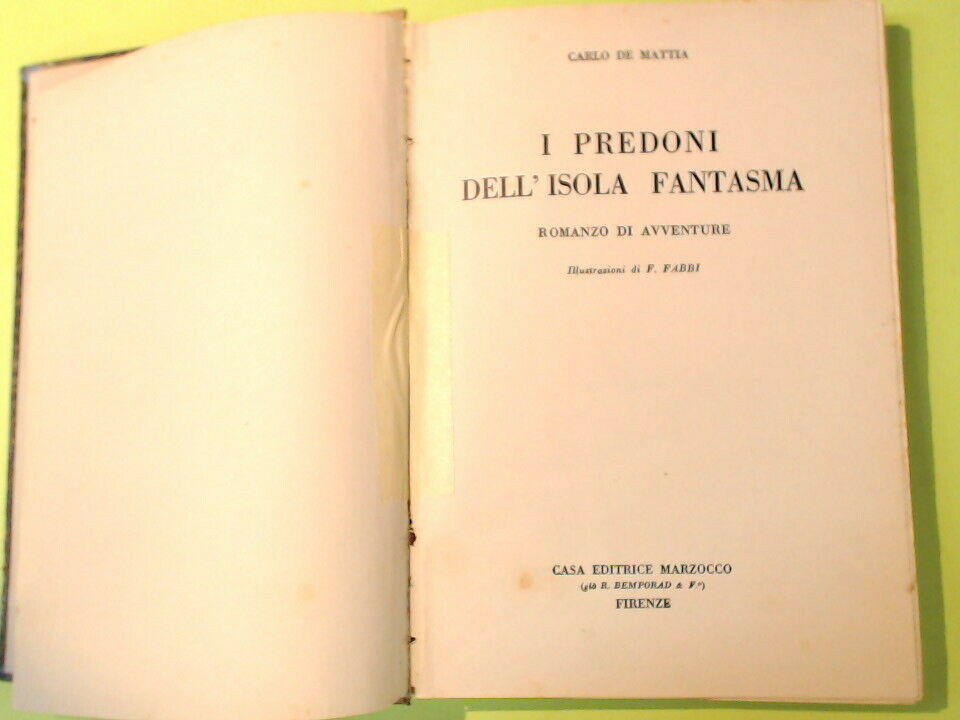 CARLO DE MATTIA
I PREDONI
DELL'ISOLA FANTASMA
ROMANZO DI AVVENTURE
Illustrazioni di F. FABBI
CASA EDITRICE MARZOCCO
(già R. BEMPORAD & F.º)
FIRENZE